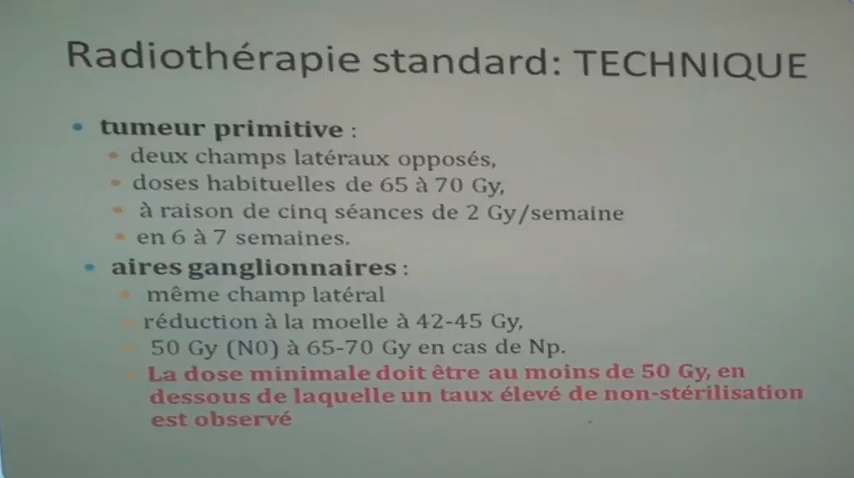 Radiothérapie standard: TECHNIQUE
• tumeur primitive :
• deux champs latéraux opposés,
• doses habituelles de 65 à 70 Gy,
• à raison de cinq séances de 2 Gy/semaine
• en 6 à 7 semaines.
• aires ganglionnaires :
• même champ latéral
• réduction à la moelle à 42-45 Gy,
• 50 Gy (N0) à 65-70 Gy en cas de Np.
• La dose minimale doit être au moins de 50 Gy, en
dessous de laquelle un taux élevé de non-stérilisation
est observé